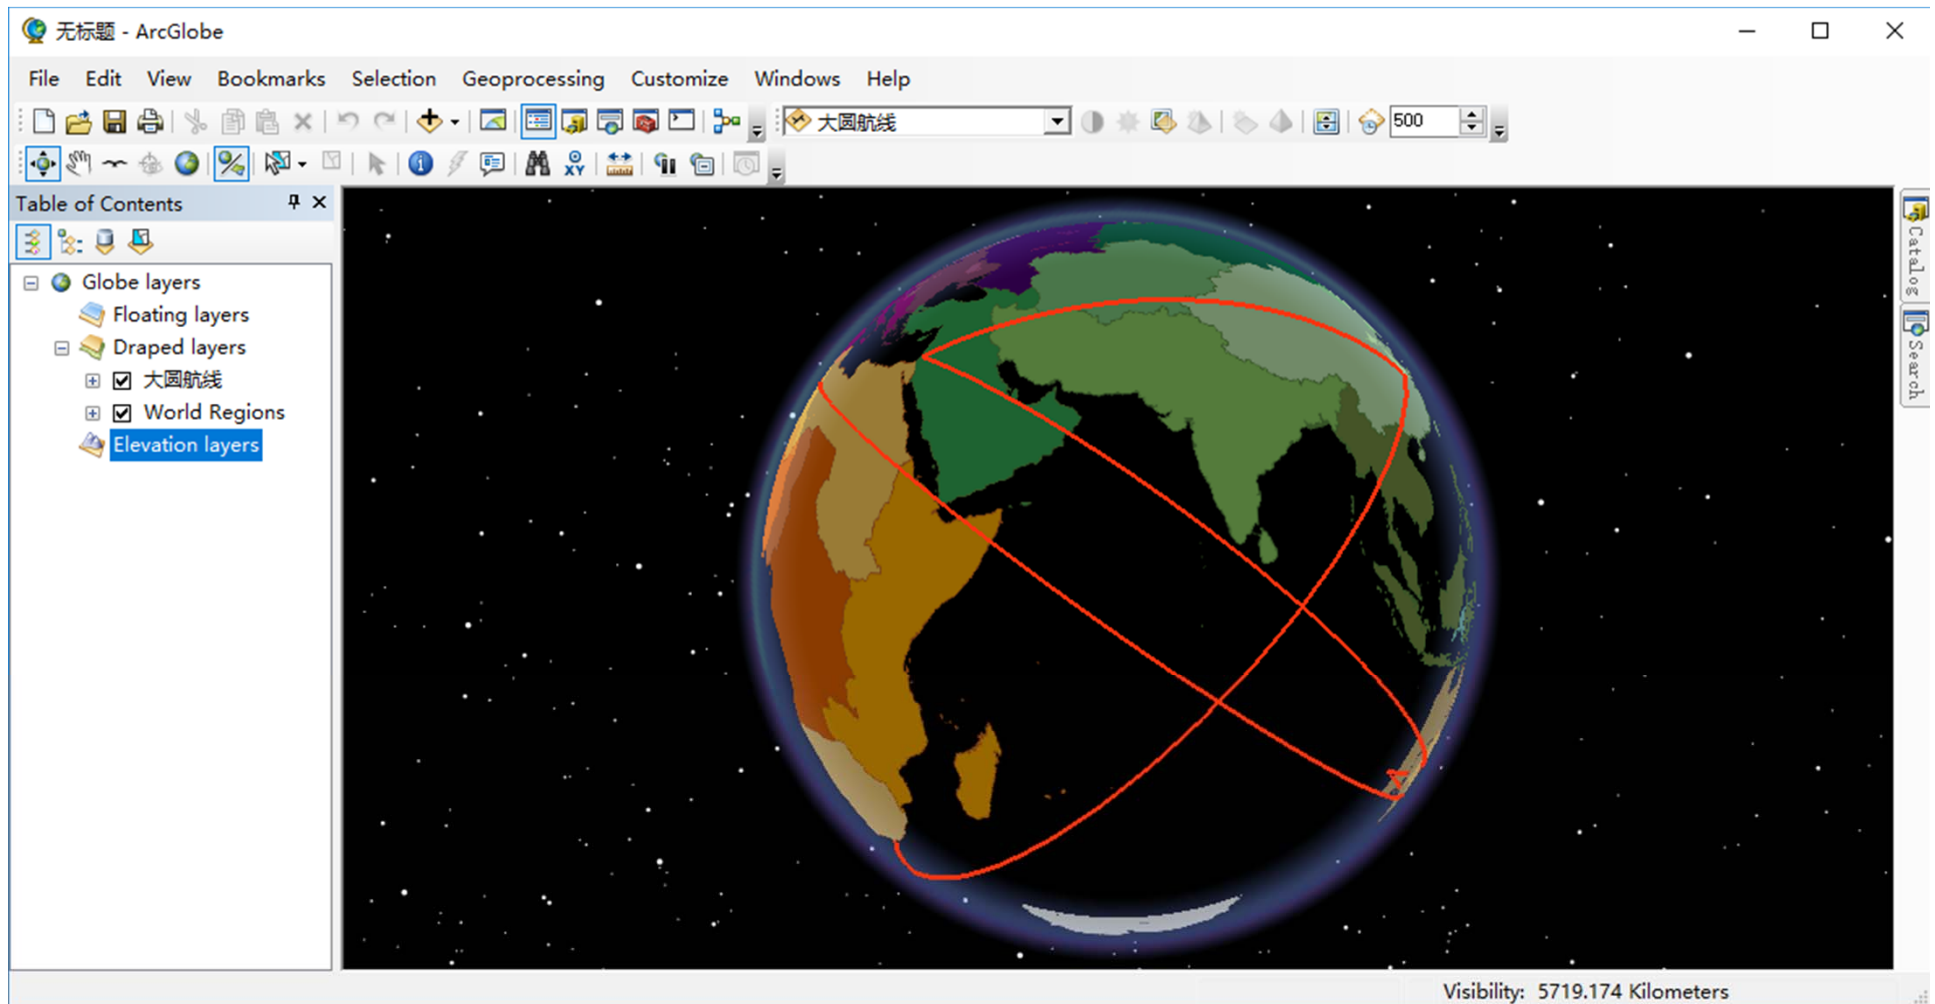 无标题 - ArcGlobe
File Edit View Bookmarks Selection Geoprocessing Customize Windows Help
大圆航线 500
XY
Table of Contents
Globe layers
Floating layers
Draped layers
大圆航线
World Regions
Elevation layers
Catalog
Search
Visibility: 5719.174 Kilometers